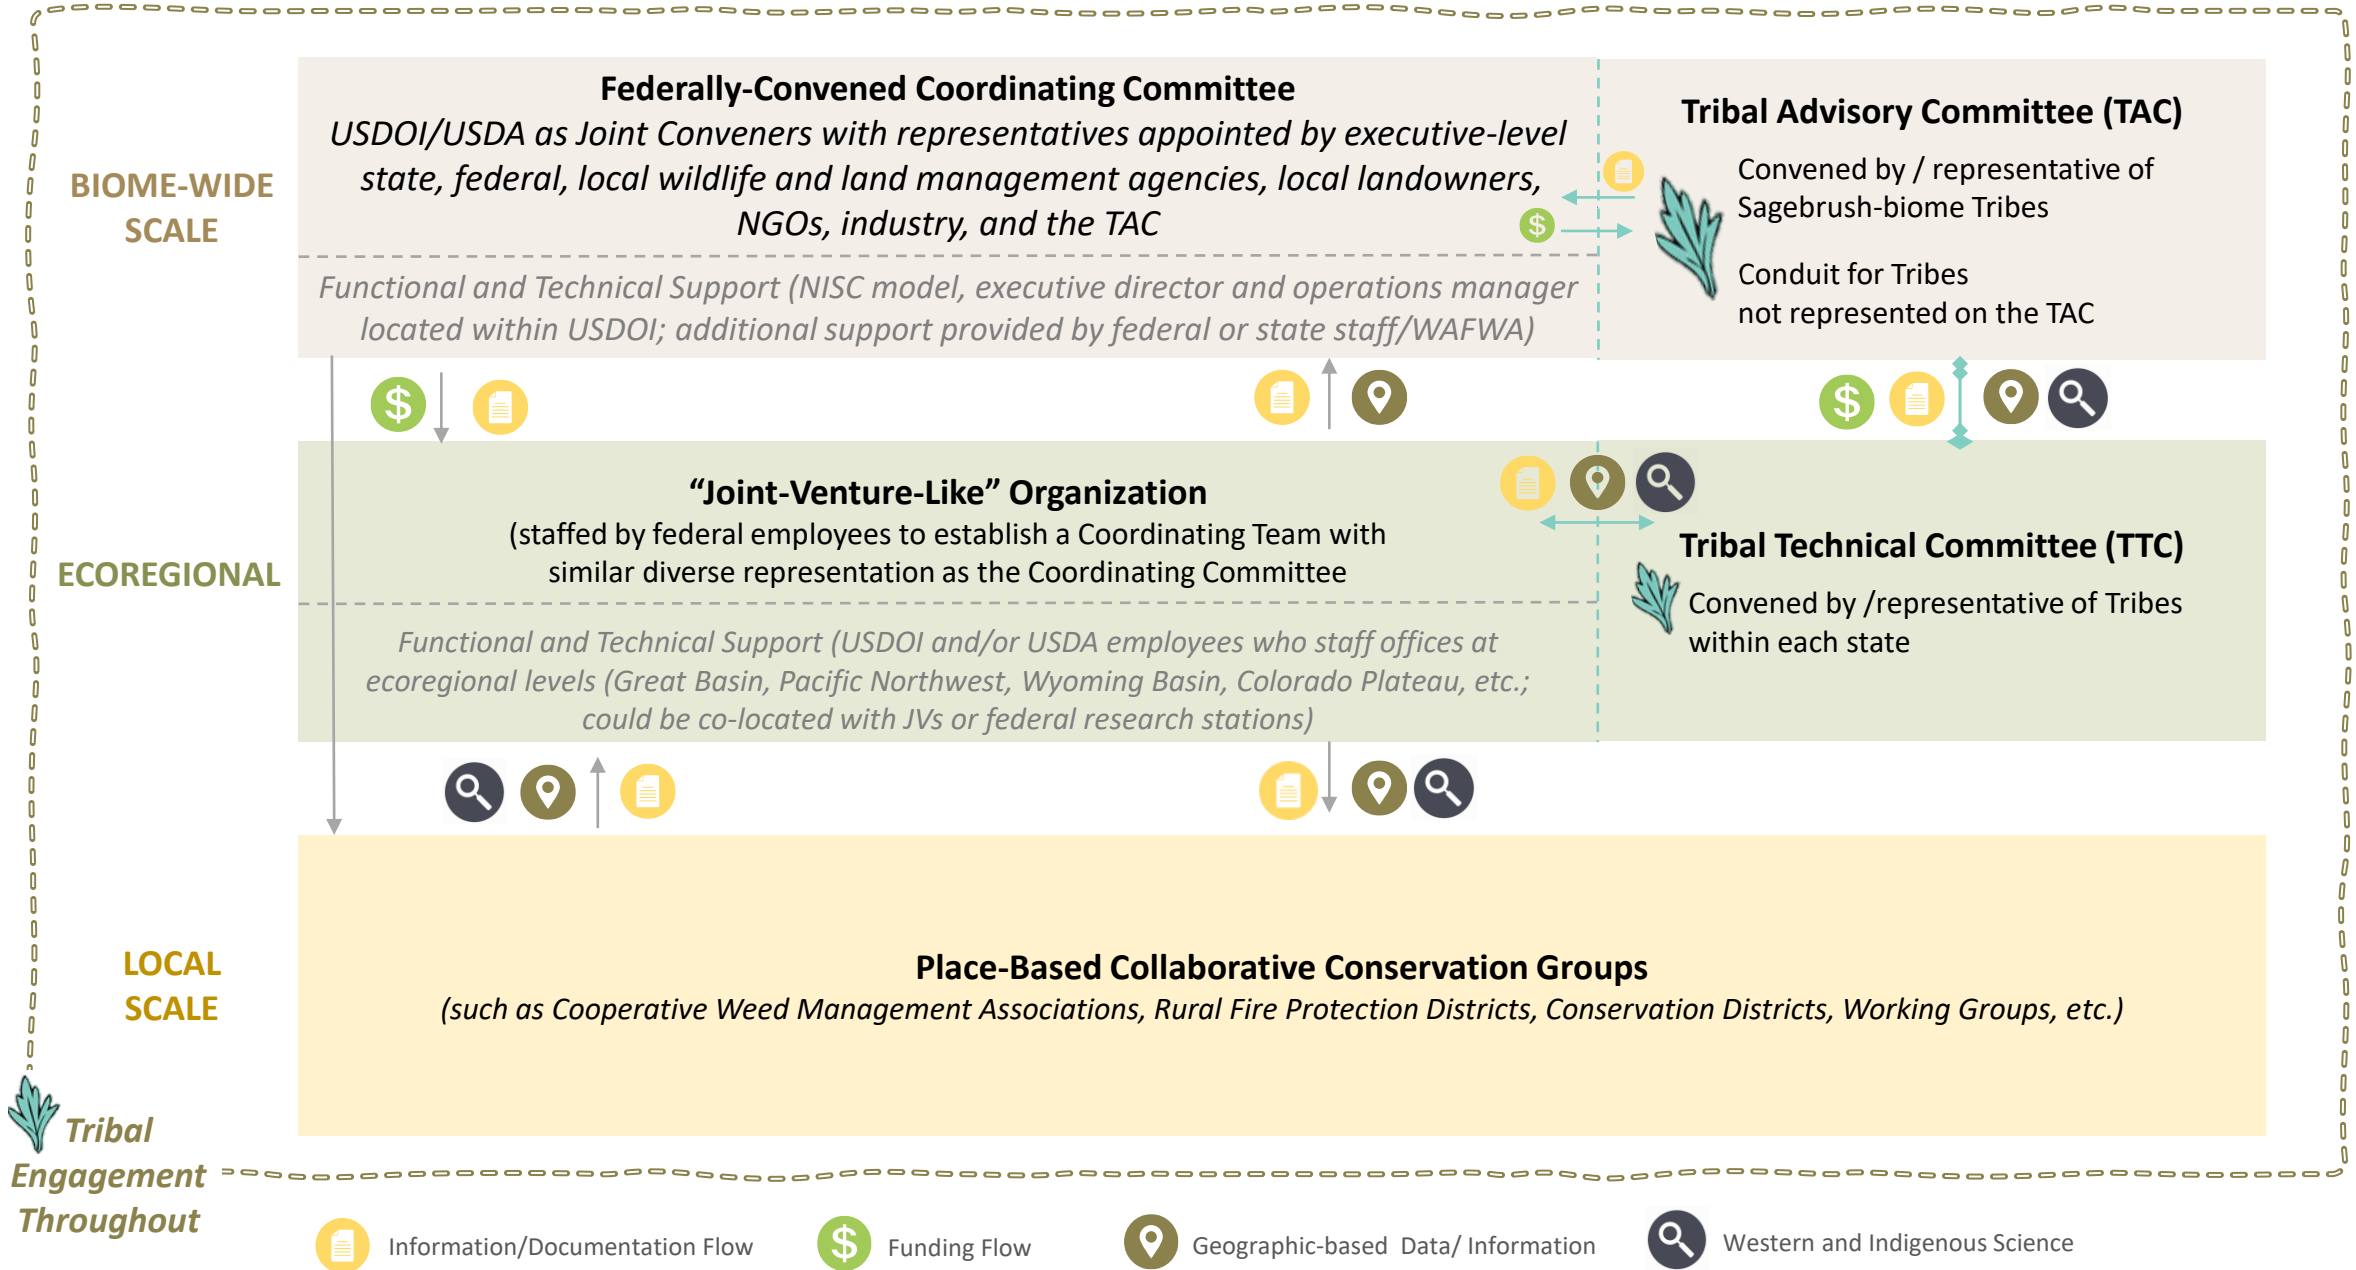 BIOME-WIDE
SCALE
Federally-Convened Coordinating Committee
USDOI/USDA as Joint Conveners with representatives appointed by executive-level
state, federal, local wildlife and land management agencies, local landowners,
NGOs, industry, and the TAC
Functional and Technical Support (NISC model, executive director and operations manager
located within USDOI; additional support provided by federal or state staff/WAFWA)
Tribal Advisory Committee (TAC)
Convened by / representative of
Sagebrush-biome Tribes
Conduit for Tribes
not represented on the TAC
$
$
$
ECOREGIONAL
“Joint-Venture-Like” Organization
(staffed by federal employees to establish a Coordinating Team with
similar diverse representation as the Coordinating Committee
Functional and Technical Support (USDOI and/or USDA employees who staff offices at
ecoregional levels (Great Basin, Pacific Northwest, Wyoming Basin, Colorado Plateau, etc.;
could be co-located with JVs or federal research stations)
Tribal Technical Committee (TTC)
Convened by /representative of Tribes
within each state
LOCAL
SCALE
Place-Based Collaborative Conservation Groups
(such as Cooperative Weed Management Associations, Rural Fire Protection Districts, Conservation Districts, Working Groups, etc.)
Tribal
Engagement
Throughout
Information/Documentation Flow
$ Funding Flow
Geographic-based Data/ Information
Western and Indigenous Science